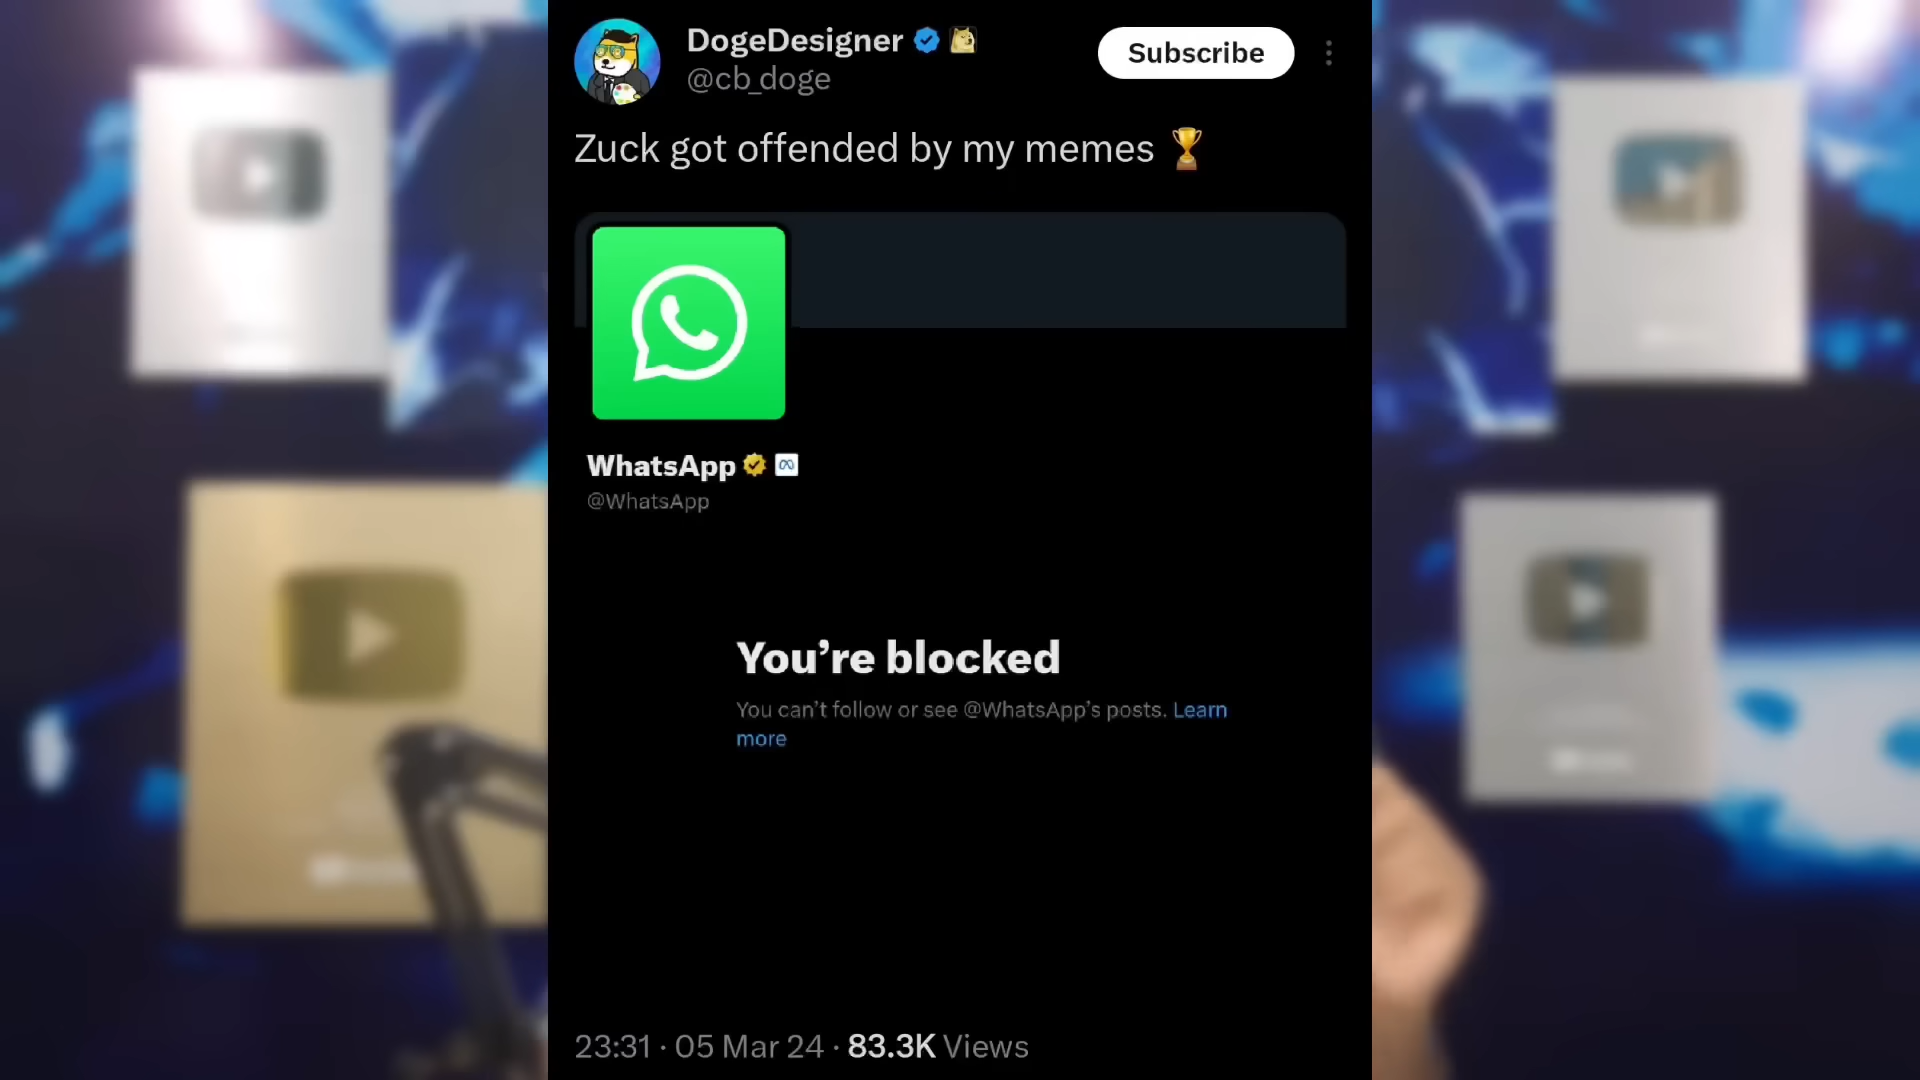 DogeDesigner
@cb_doge
Subscribe
Zuck got offended by my memes 🏆
WhatsApp
@WhatsApp
You’re blocked
You can’t follow or see @WhatsApp’s posts. Learn
more
23:31 · 05 Mar 24 · 83.3K Views